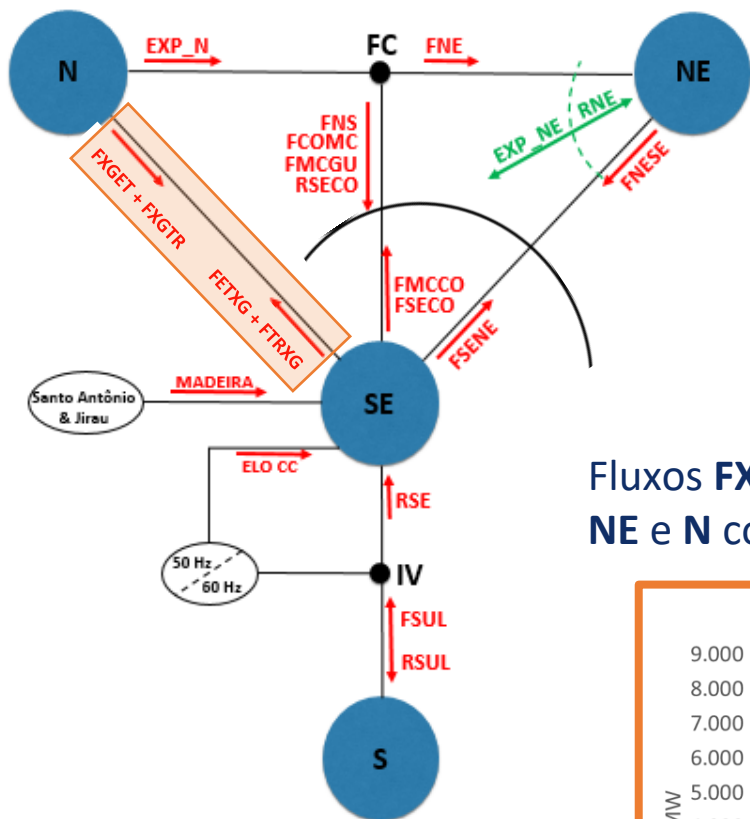 EXP_N
FC
FNE
N
NE
FNS
FCOMC
FMCGU
RSECO
EXP_NE RNE
FNESE
FXGET + FXGTR
FETXG + FTRXG
FMCCO
FSECO
FSENE
MADEIRA
Santo Antônio
& Jirau
SE
ELO CC
RSE
50 Hz
60 Hz
IV
FSUL
RSUL
S
Fluxos FX
NE e N co
9.000
8.000
7.000
6.000
5.000
MW